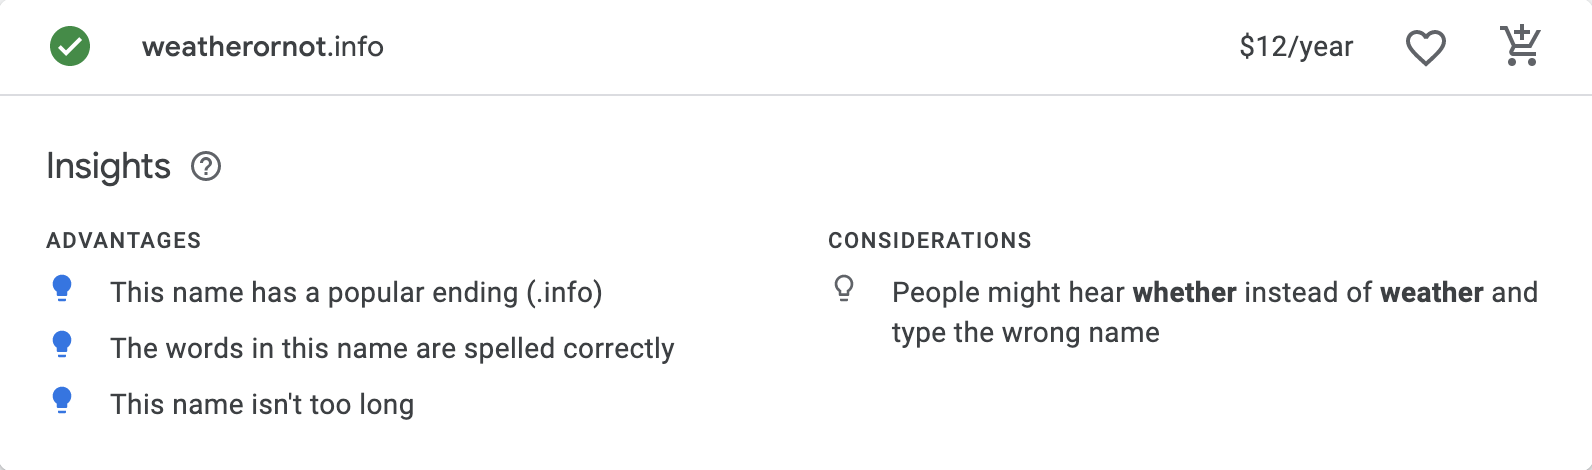 weatherornot.info
$12/year
Insights
ADVANTAGES
This name has a popular ending (.info)
The words in this name are spelled correctly
This name isn't too long
CONSIDERATIONS
People might hear whether instead of weather and
type the wrong name